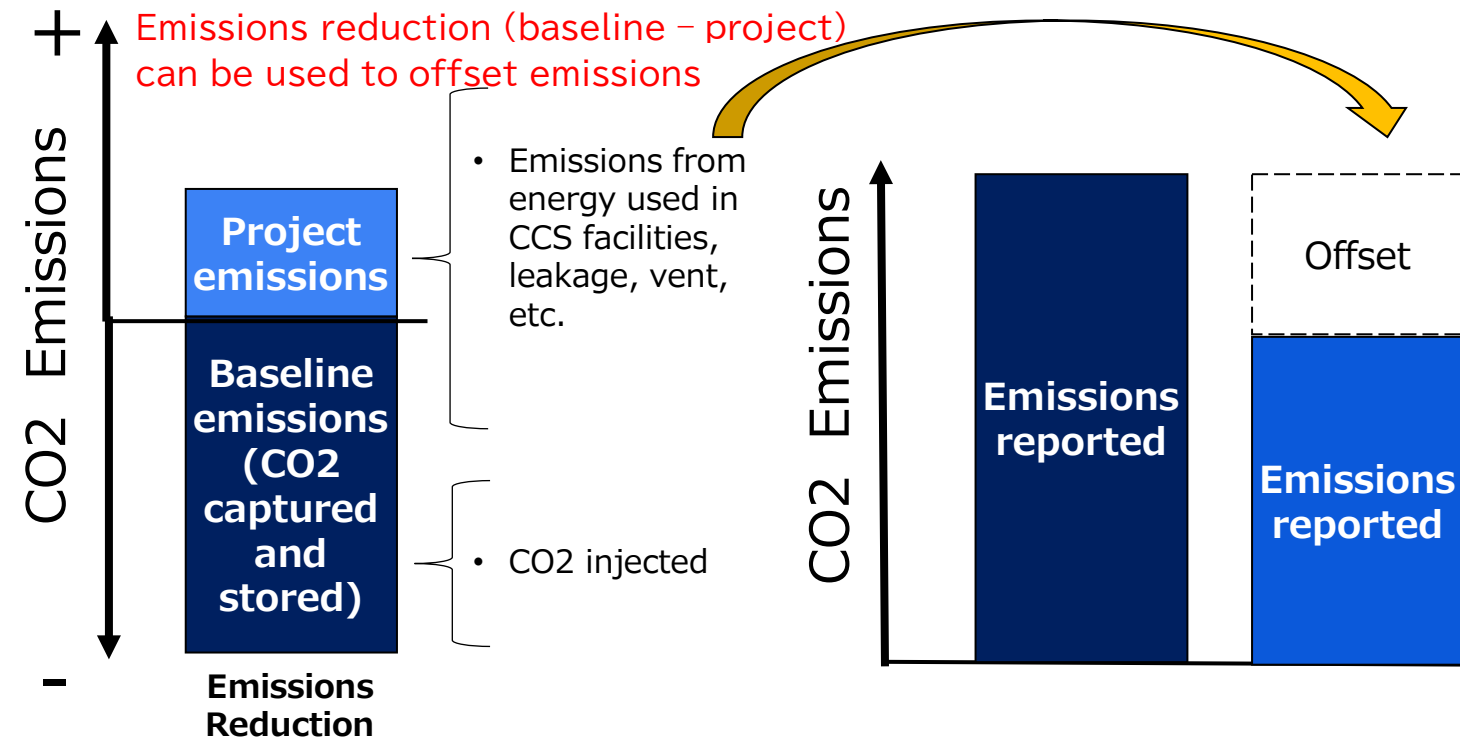 +
Emissions reduction (baseline – project)
can be used to offset emissions
CO2 Emissions
Project
emissions
• Emissions from
energy used in
CCS facilities,
leakage, vent,
etc.
Baseline
emissions
(CO2
captured
and
stored)
• CO2 injected
-
Emissions
Reduction
CO2 Emissions
Emissions
reported
Offset
Emissions
reported